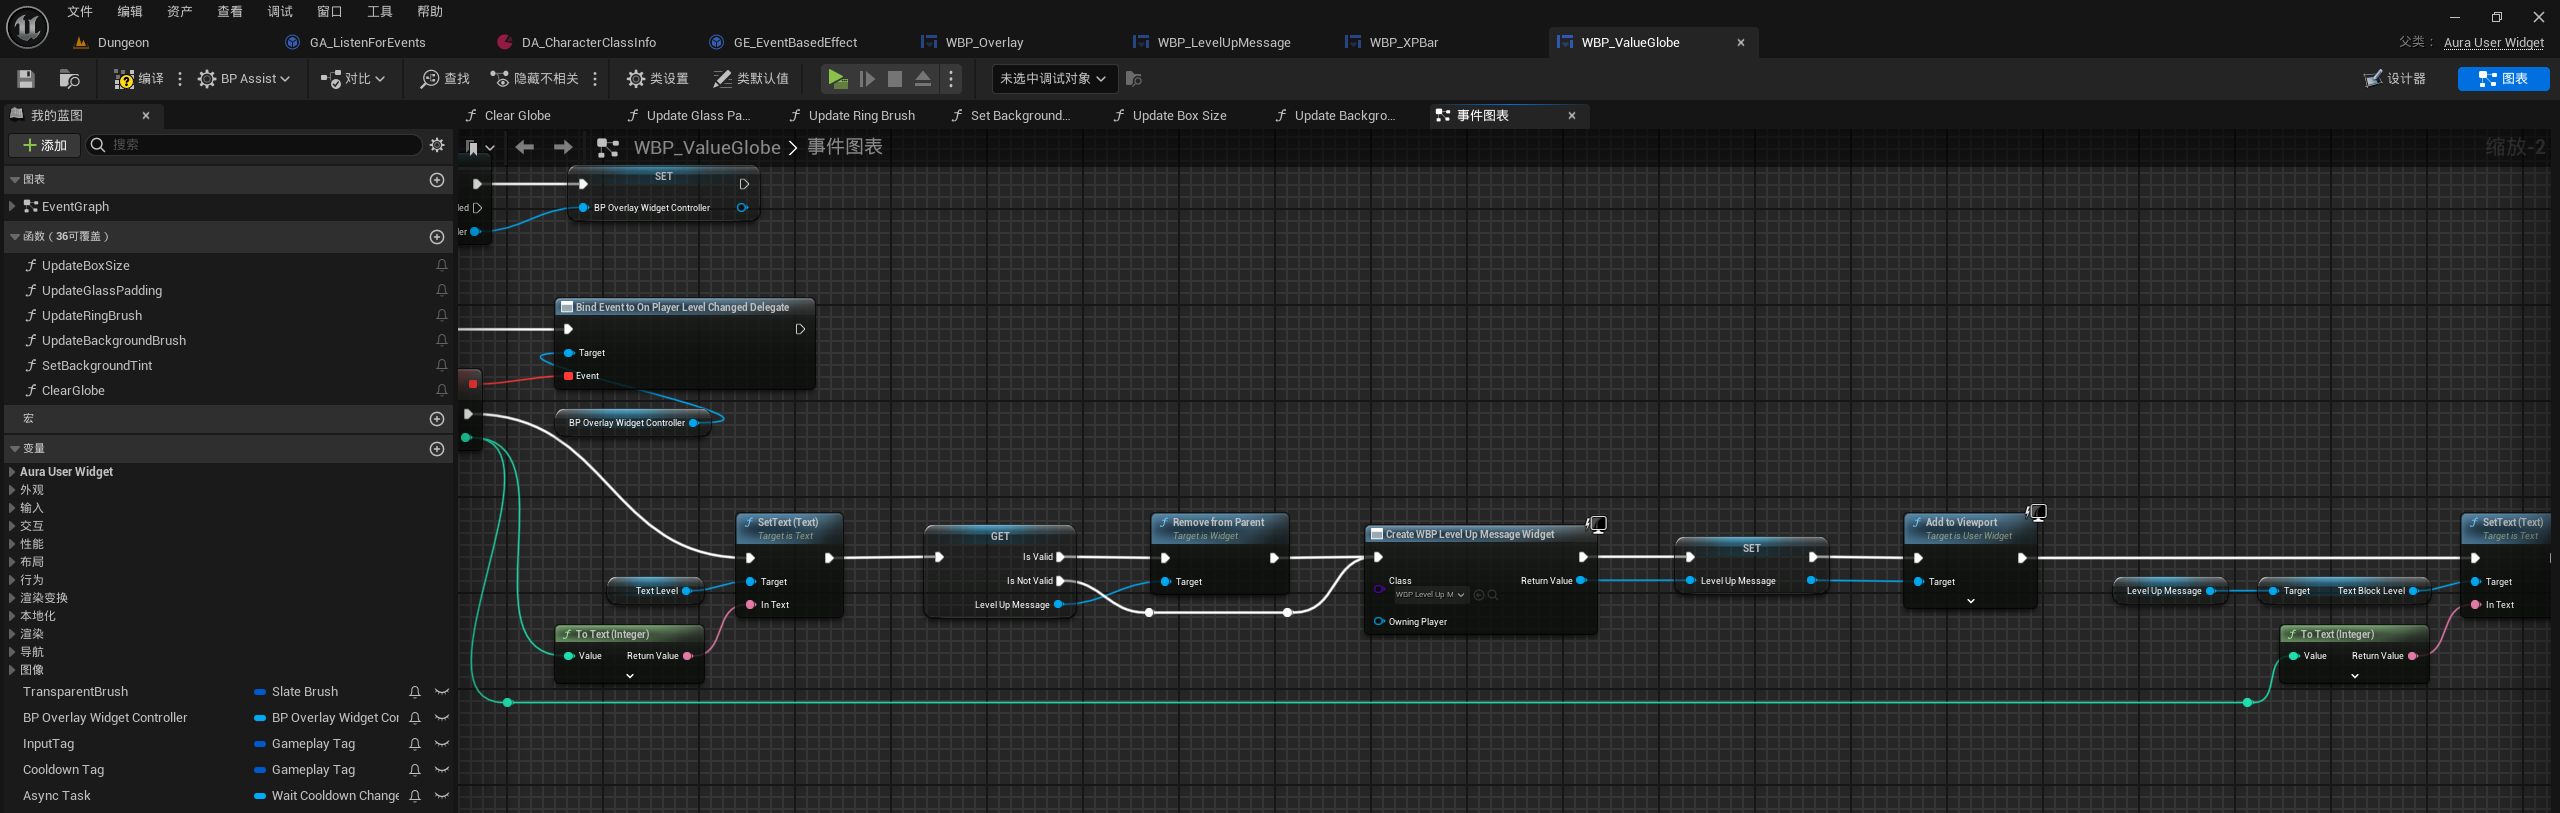 文件 编辑 资产 查看 调试 窗口 工具 帮助
Dungeon GA_ListenForEvents DA_CharacterClassInfo GE_EventBasedEffect WBP_Overlay WBP_LevelUpMessage WBP_XPBar WBP_ValueGlobe 父类： Aura User Widget
编译 BP Assist 对比 查找 隐藏不相关 类设置 类默认值 未选中调试对象 设计器 图表
我的蓝图 Clear Globe Update Glass Pa... Update Ring Brush Set Background... Update Box Size Update Backgro... 事件图表
添加 搜索
WBP_ValueGlobe 事件图表 缩放-2
图表
EventGraph
函数（36可覆盖）
UpdateBoxSize
UpdateGlassPadding
UpdateRingBrush
UpdateBackgroundBrush
SetBackgroundTint
ClearGlobe
宏
变量
Aura User Widget
外观
输入
交互
性能
布局
行为
渲染变换
本地化
渲染
导航
图像
TransparentBrush Slate Brush
BP Overlay Widget Controller BP Overlay Widget Cor
InputTag Gameplay Tag
Cooldown Tag Gameplay Tag
Async Task Wait Cooldown Change
SET
led
BP Overlay Widget Controller
ler
Bind Event to On Player Level Changed Delegate
Target
Event
BP Overlay Widget Controller
SetText (Text)
Target is Text
Target
In Text
Text Level
To Text (Integer)
Value Return Value
GET
Is Valid
Is Not Valid
Level Up Message
Remove from Parent
Target is Widget
Target
Create WBP Level Up Message Widget
Class Return Value
WBP Level Up M
Owning Player
SET
Level Up Message
Add to Viewport
Target is User Widget
Target
Level Up Message
Target Text Block Level
To Text (Integer)
Value Return Value
SetText (Text)
Target is Text
Target
In Text